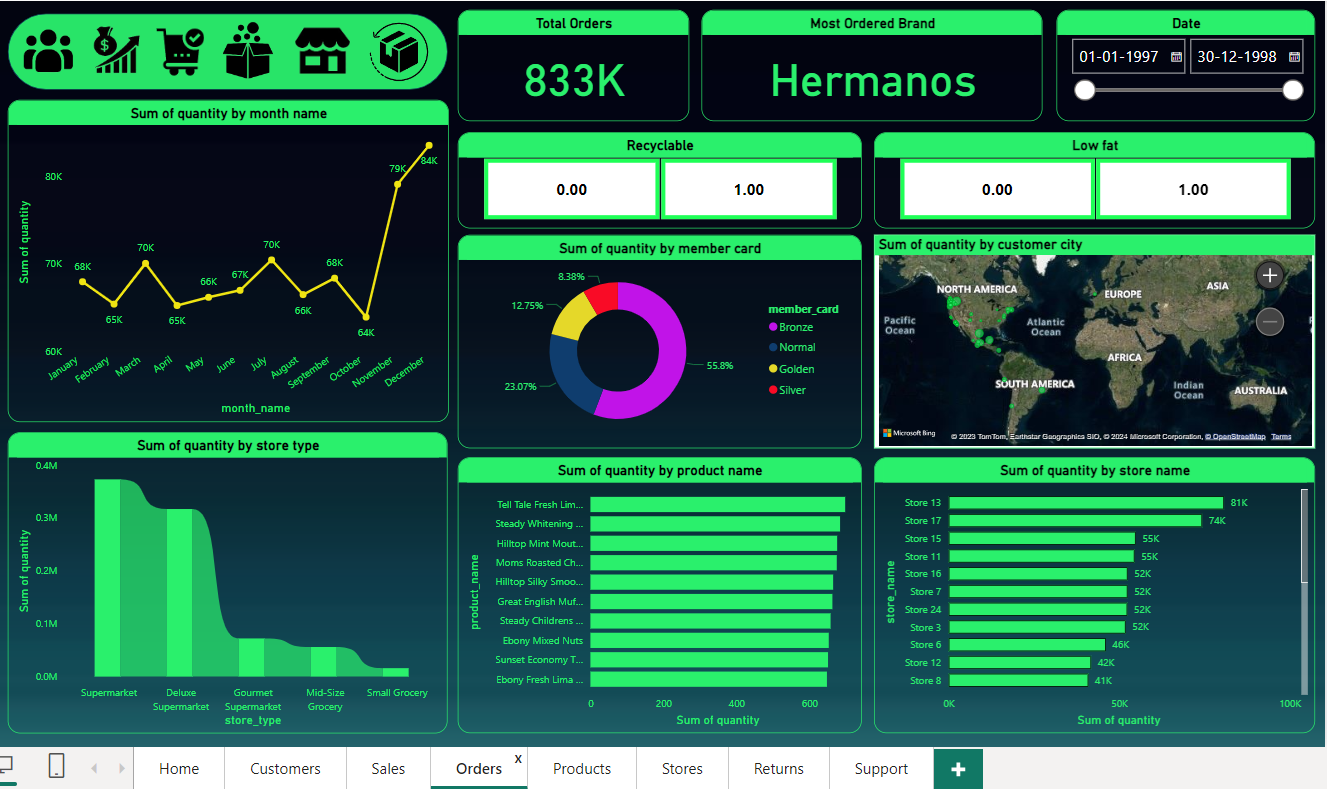 Total Orders
833K
Most Ordered Brand
Hermanos
Date
01-01-1997
30-12-1998
Sum of quantity by month name
Sum of quantity
80K
70K
60K
68K
65K
70K
65K
66K
67K
70K
66K
68K
64K
79K
84K
January
February
March
April
May
June
July
August
September
October
November
December
month_name
Recyclable
0.00
1.00
Low fat
0.00
1.00
Sum of quantity by member card
8.38%
12.75%
23.07%
55.8%
member_card
Bronze
Normal
Golden
Silver
Sum of quantity by customer city
NORTH AMERICA
EUROPE
ASIA
Pacific
Ocean
Atlantic
Ocean
AFRICA
SOUTH AMERICA
Indian
Ocean
AUSTRALIA
Microsoft Bing
© 2023 TomTom, Earthstar Geographics SIO, © 2024 Microsoft Corporation, © OpenStreetMap Terms
Sum of quantity by store type
Sum of quantity
0.4M
0.3M
0.2M
0.1M
0.0M
Supermarket
Deluxe
Supermarket
Gourmet
Supermarket
Mid-Size
Grocery
Small Grocery
store_type
Sum of quantity by product name
product_name
Tell Tale Fresh Lim...
Steady Whitening ...
Hilltop Mint Mout...
Moms Roasted Ch...
Hilltop Silky Smoo...
Great English Muf...
Steady Childrens ...
Ebony Mixed Nuts
Sunset Economy T...
Ebony Fresh Lima ...
0
200
400
600
Sum of quantity
Sum of quantity by store name
store_name
Store 13 81K
Store 17 74K
Store 15 55K
Store 11 55K
Store 16 52K
Store 7 52K
Store 24 52K
Store 3 52K
Store 6 46K
Store 12 42K
Store 8 41K
0K
50K
100K
Sum of quantity
Home
Customers
Sales
Orders
x
Products
Stores
Returns
Support